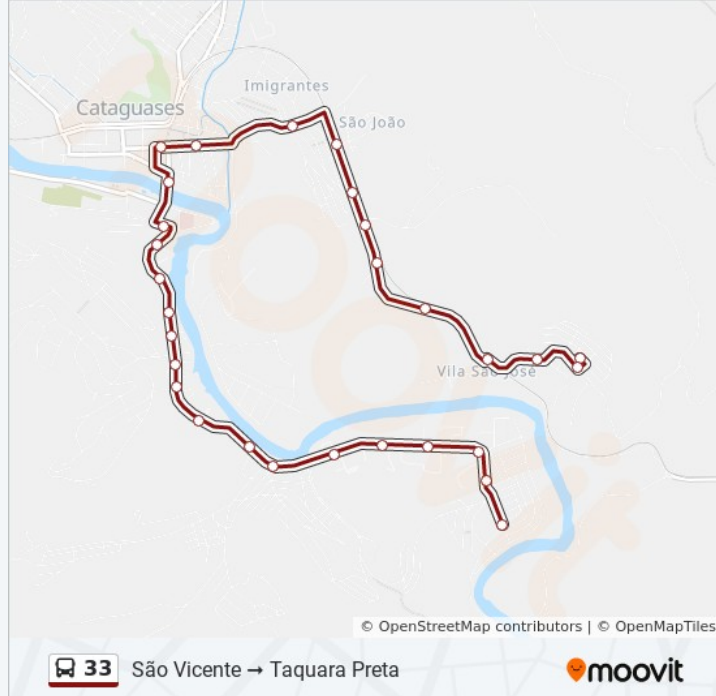 Imigrantes
Cataguases
São João
Vila São José
© OpenStreetMap contributors | © OpenMapTiles
33 São Vicente → Taquara Preta
moovit